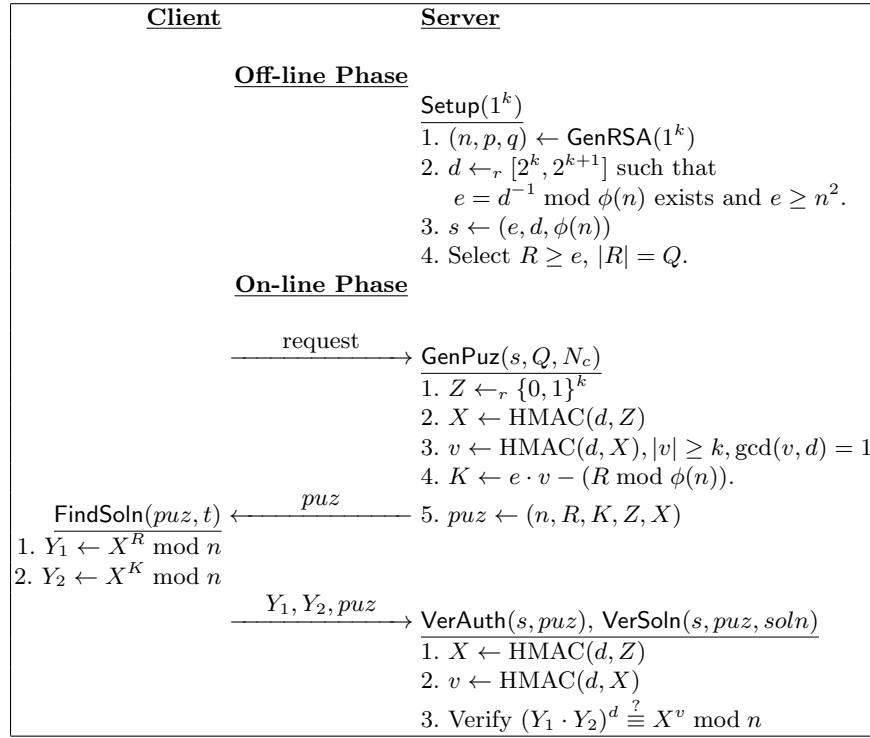 Client Server
Off-line Phase
Setup(1^k)
1. (n, p, q) ← GenRSA(1^k)
2. d ←_r [2^k, 2^{k+1}] such that
e = d^{−1} mod ϕ(n) exists and e ≥ n^2.
3. s ← (e, d, ϕ(n))
4. Select R ≥ e, |R| = Q.
On-line Phase
request GenPuz(s, Q, N_c)
1. Z ←_r {0, 1}^k
2. X ← HMAC(d, Z)
3. v ← HMAC(d, X), |v| ≥ k, gcd(v, d) = 1
4. K ← e · v − (R mod ϕ(n)).
FindSoln(puz, t) puz 5. puz ← (n, R, K, Z, X)
1. Y_1 ← X^R mod n
2. Y_2 ← X^K mod n
Y_1, Y_2, puz VerAuth(s, puz), VerSoln(s, puz, soln)
1. X ← HMAC(d, Z)
2. v ← HMAC(d, X)
3. Verify (Y_1 · Y_2)^d ≟≡ X^v mod n